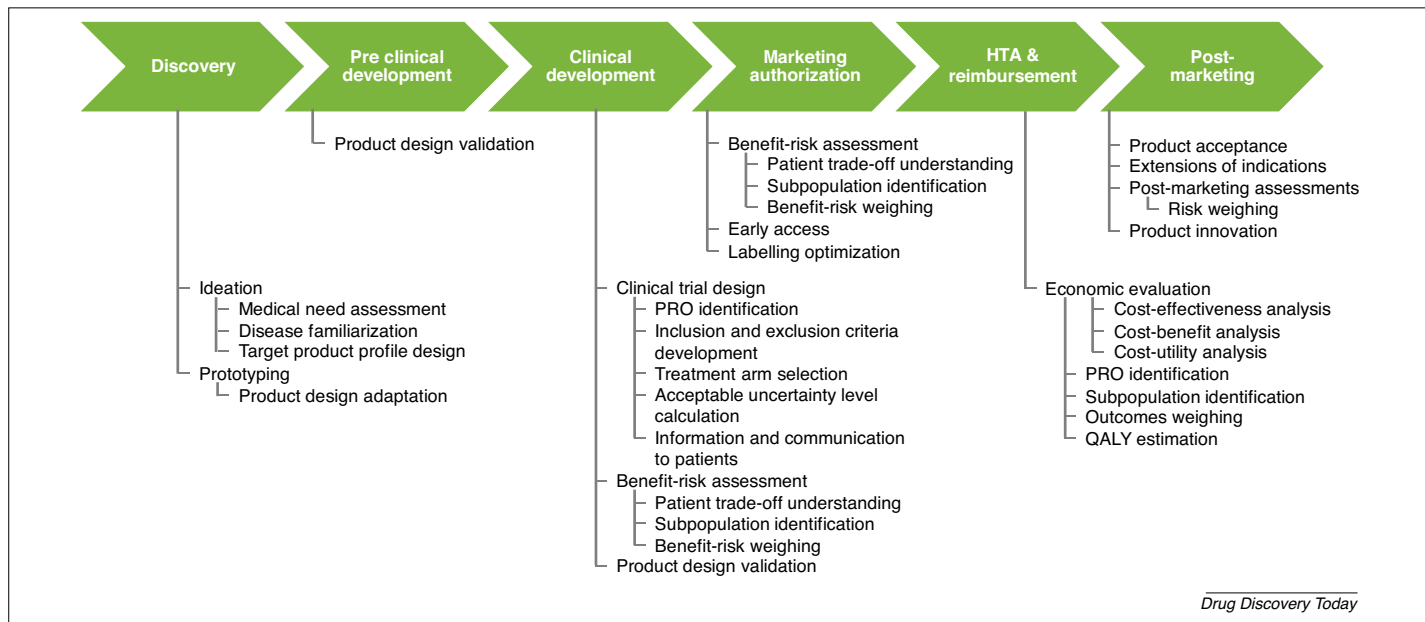 Discovery
Pre clinical
development
Clinical
development
Marketing
authorization
HTA &
reimbursement
Post-
marketing
Ideation
Medical need assessment
Disease familiarization
Target product profile design
Prototyping
Product design adaptation
Product design validation
Clinical trial design
PRO identification
Inclusion and exclusion criteria
development
Treatment arm selection
Acceptable uncertainty level
calculation
Information and communication
to patients
Benefit-risk assessment
Patient trade-off understanding
Subpopulation identification
Benefit-risk weighing
Product design validation
Benefit-risk assessment
Patient trade-off understanding
Subpopulation identification
Benefit-risk weighing
Early access
Labelling optimization
Economic evaluation
Cost-effectiveness analysis
Cost-benefit analysis
Cost-utility analysis
PRO identification
Subpopulation identification
Outcomes weighing
QALY estimation
Product acceptance
Extensions of indications
Post-marketing assessments
Risk weighing
Product innovation
Drug Discovery Today